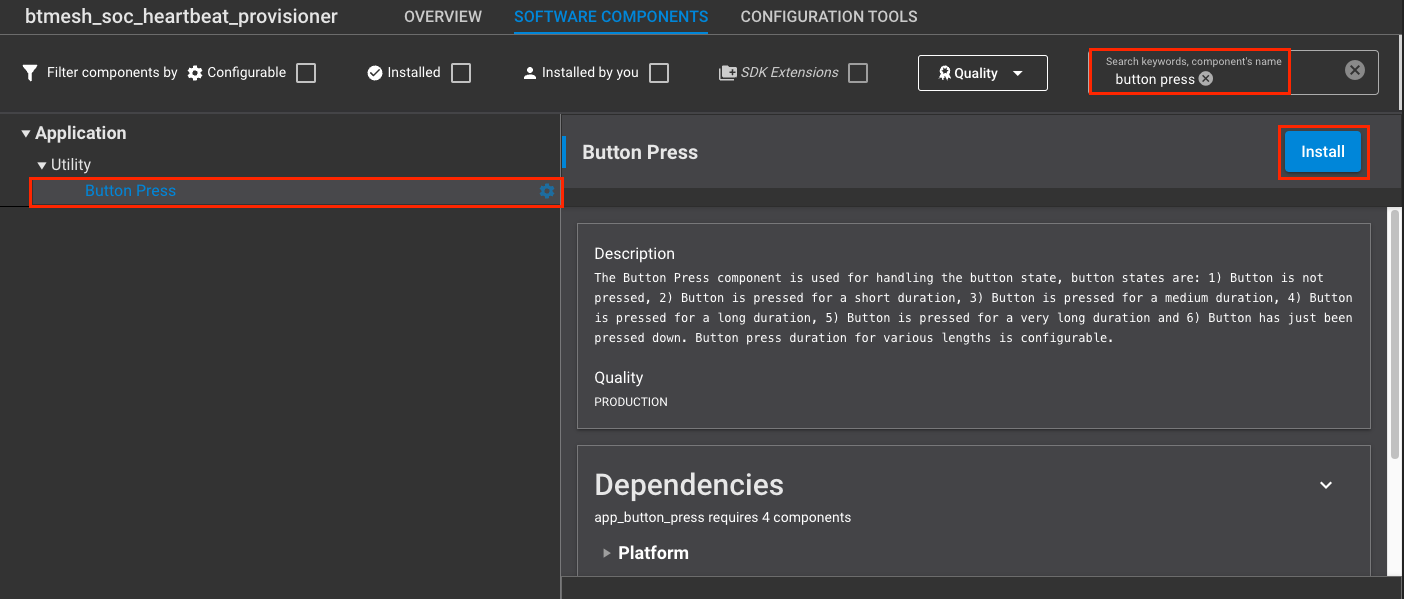 btmesh_soc_heartbeat_provisioner
OVERVIEW
SOFTWARE COMPONENTS
CONFIGURATION TOOLS
Filter components by
Configurable
Installed
Installed by you
SDK Extensions
Quality
Search keywords, component's name
button press
Application
Utility
Button Press
Button Press
Install
Description
The Button Press component is used for handling the button state, button states are: 1) Button is not
pressed, 2) Button is pressed for a short duration, 3) Button is pressed for a medium duration, 4) Button
is pressed for a long duration, 5) Button is pressed for a very long duration and 6) Button has just been
pressed down. Button press duration for various lengths is configurable.
Quality
PRODUCTION
Dependencies
app_button_press requires 4 components
Platform